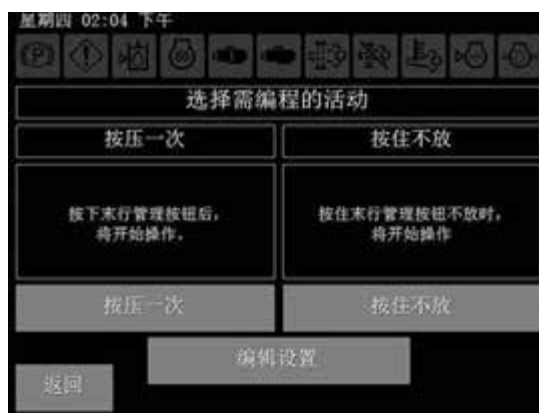 星期四 02:04 下午
选择需编程的活动
按压一次
按住不放
按下末行管理按钮后，
将开始操作。
按住末行管理按钮不放时，
将开始操作
按压一次
按住不放
编辑设置
返回